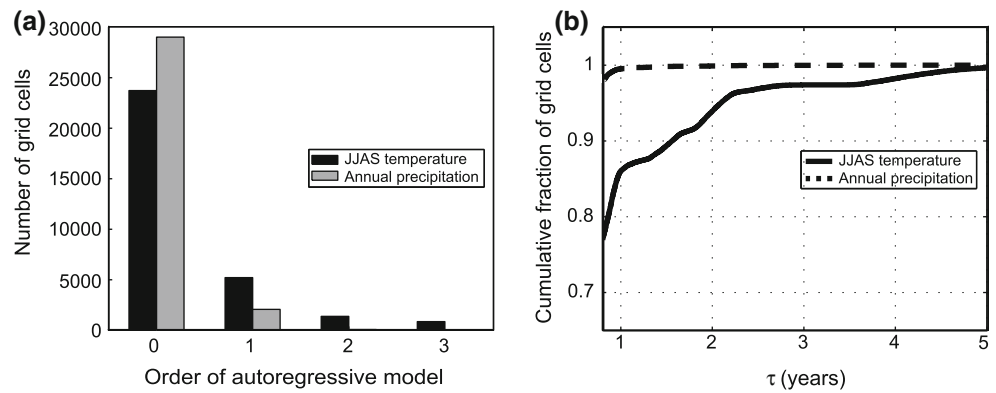 (a)
30000
25000
20000
15000
10000
5000
0
Number of grid cells
JJAS temperature
Annual precipitation
0 1 2 3
Order of autoregressive model
(b)
1
0.9
0.8
0.7
Cumulative fraction of grid cells
JJAS temperature
Annual precipitation
1 2 3 4 5
τ (years)